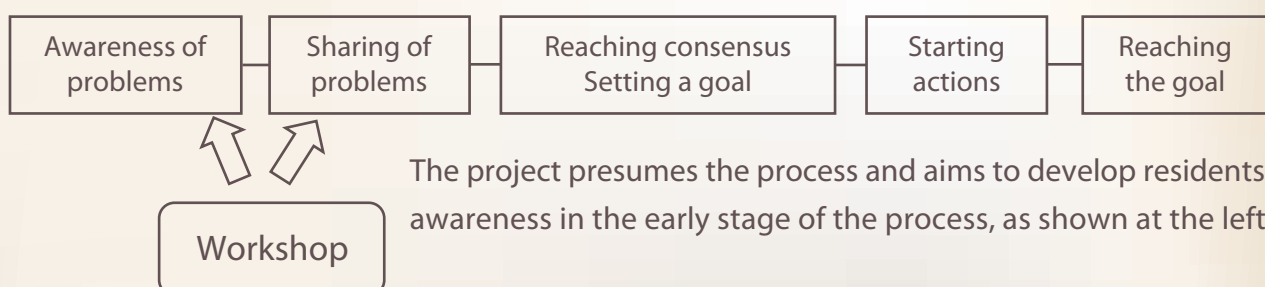 Awareness of
problems
Sharing of
problems
Reaching consensus
Setting a goal
Starting
actions
Reaching
the goal
The project presumes the process and aims to develop residents
awareness in the early stage of the process, as shown at the left
Workshop